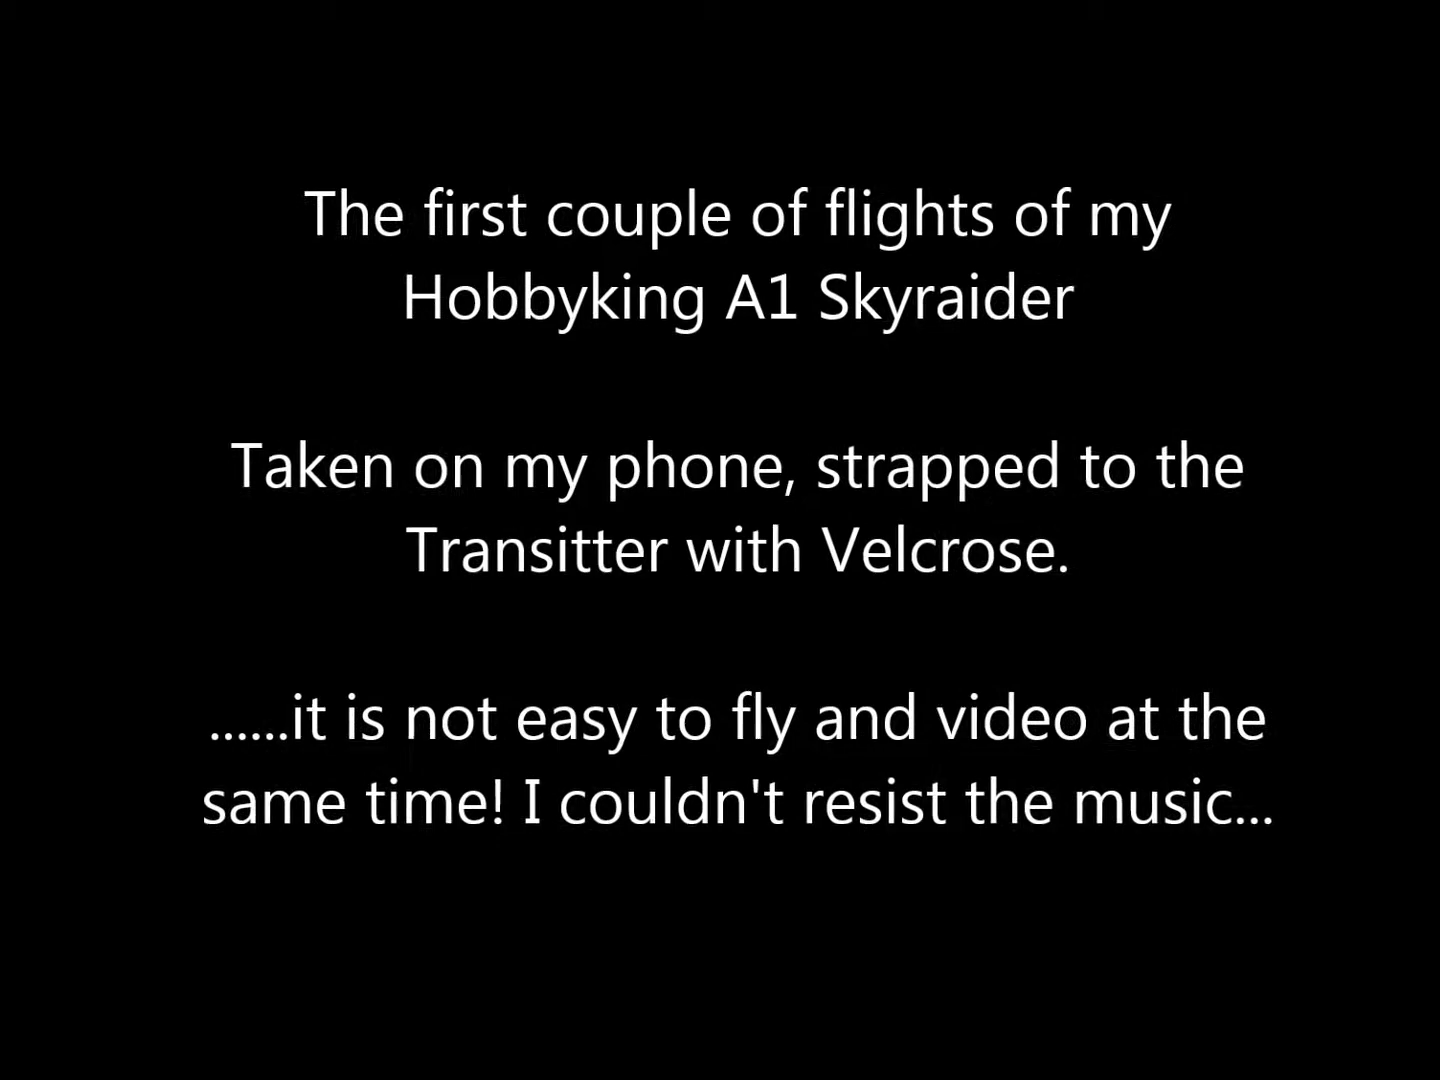 The first couple of flights of my
Hobbyking A1 Skyraider
Taken on my phone, strapped to the
Transitter with Velcrose.
......it is not easy to fly and video at the
same time! I couldn't resist the music...